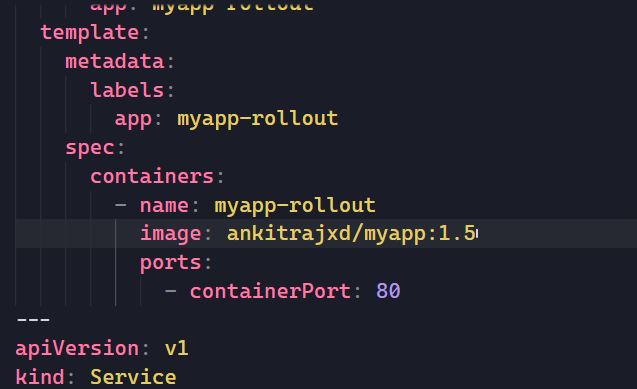 app: myapp-rollout
template:
metadata:
labels:
app: myapp-rollout
spec:
containers:
- name: myapp-rollout
image: ankitrajxd/myapp:1.5
ports:
- containerPort: 80
---
apiVersion: v1
kind: Service